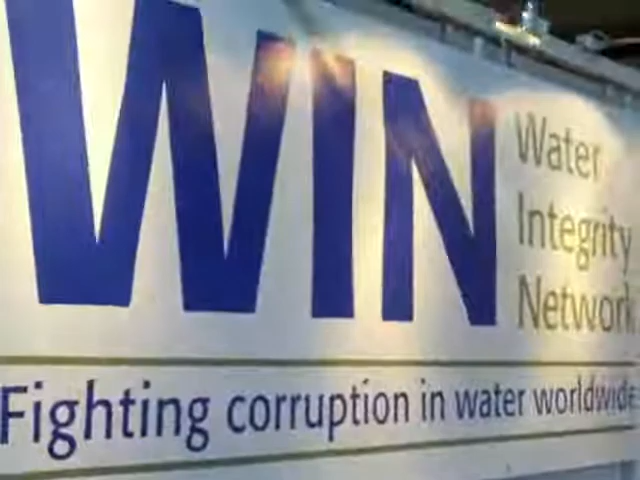 WIN
Water
Integrity
Network
Fighting corruption in water worldwide